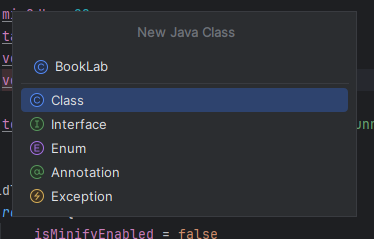 New Java Class
BookLab
Class
Interface
Enum
Annotation
Exception
isMinifyEnabled = false